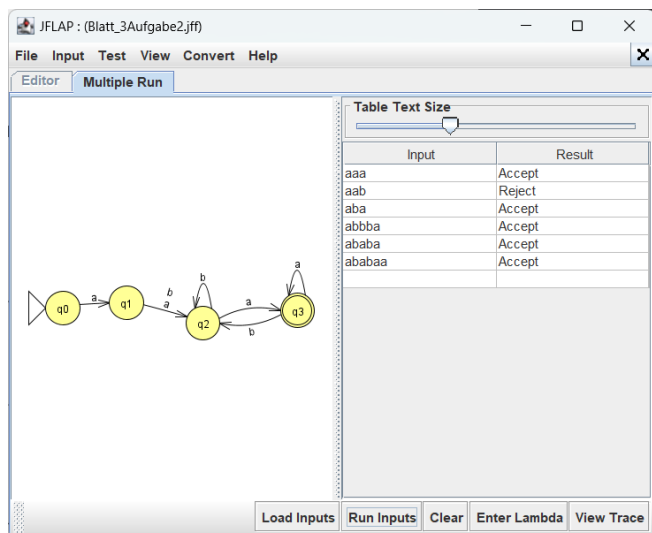 JFLAP : (Blatt_3Aufgabe2.jff)
File Input Test View Convert Help
Editor Multiple Run
Table Text Size
Input Result
aaa Accept
aab Reject
aba Accept
abbba Accept
ababa Accept
ababaa Accept
a
b
b
a
a
a
b
q0
q1
q2
q3
Load Inputs Run Inputs Clear Enter Lambda View Trace